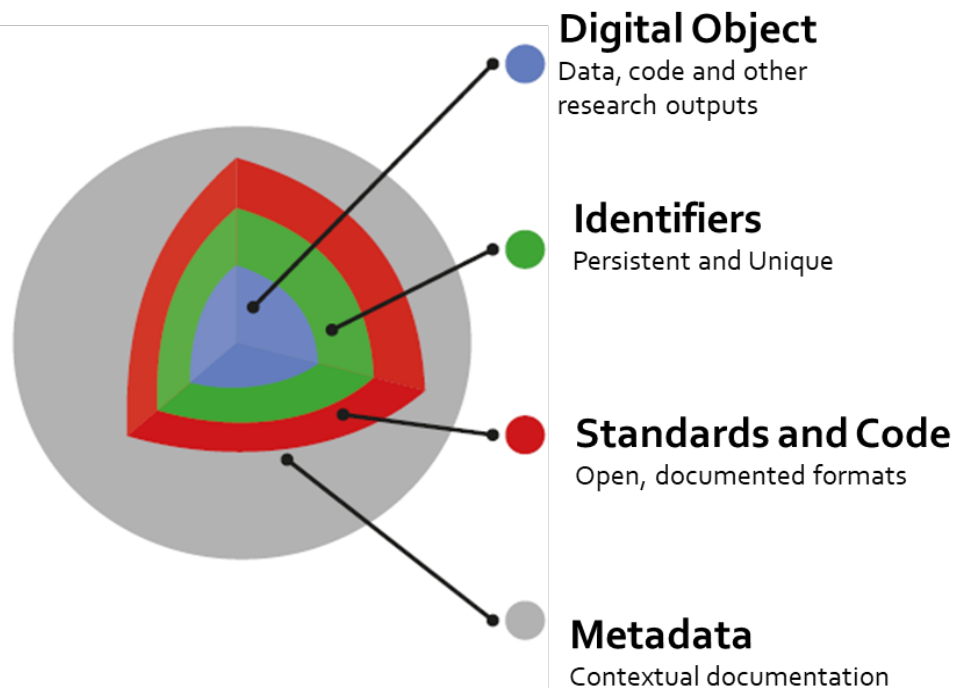 Digital Object
Data, code and other
research outputs
Identifiers
Persistent and Unique
Standards and Code
Open, documented formats
Metadata
Contextual documentation